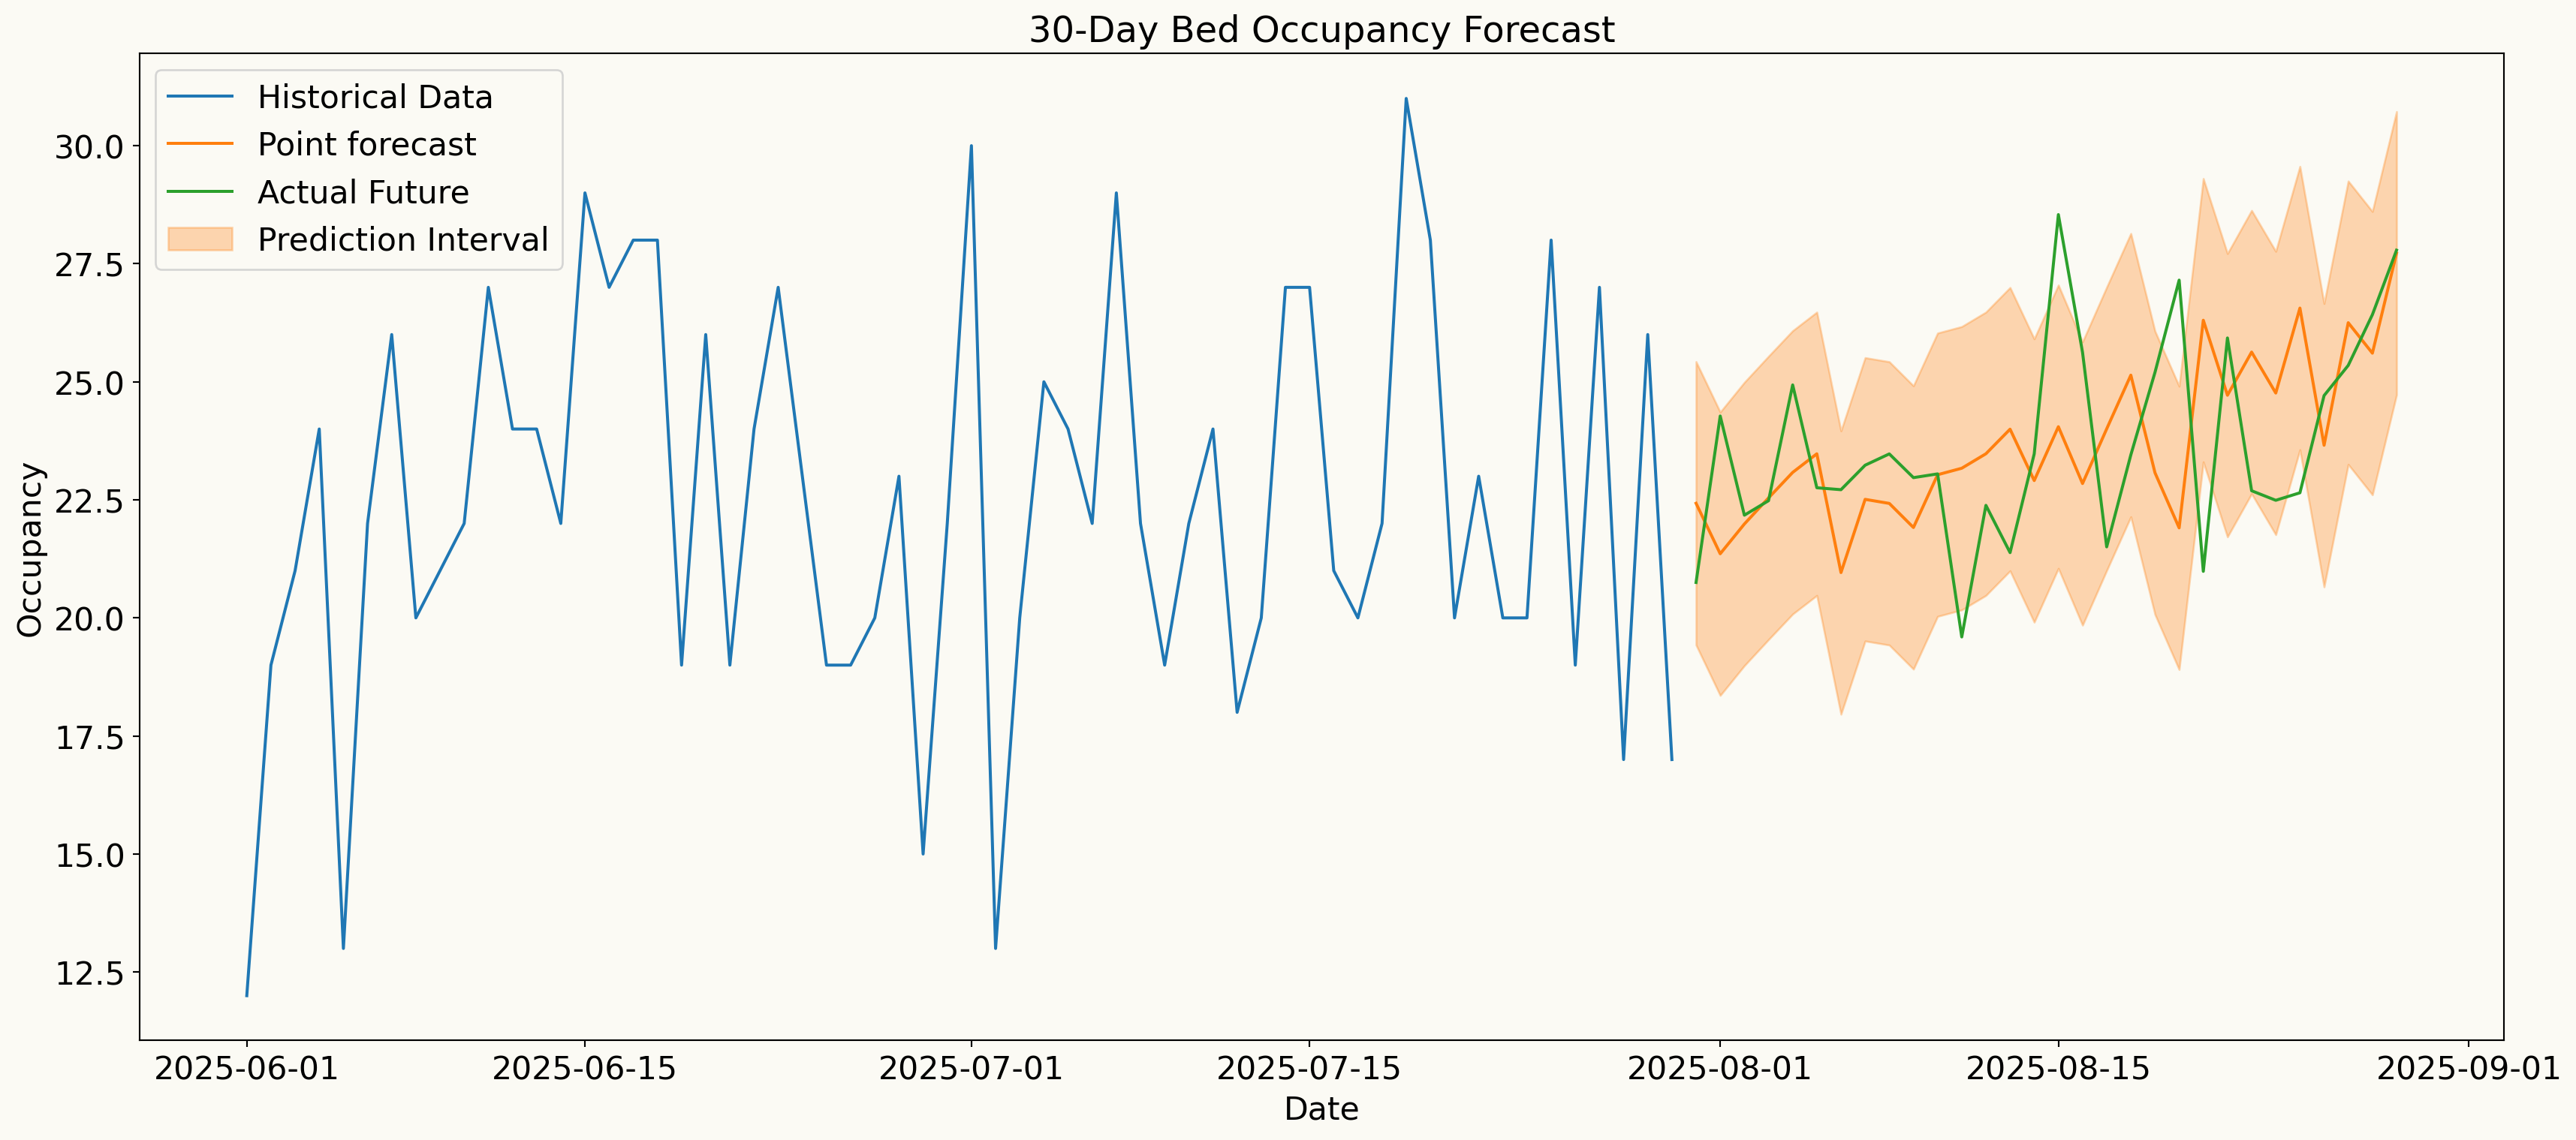 30-Day Bed Occupancy Forecast
Historical Data
Point forecast
Actual Future
Prediction Interval
30.0
27.5
25.0
22.5
20.0
17.5
15.0
12.5
Occupancy
2025-06-01 2025-06-15 2025-07-01 2025-07-15 2025-08-01 2025-08-15 2025-09-01
Date